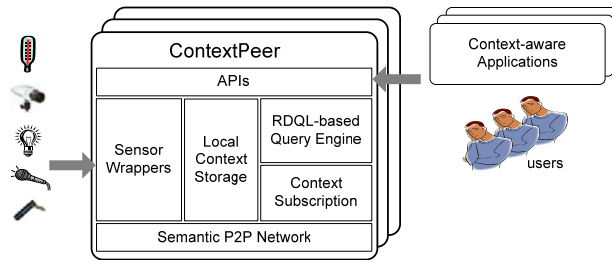 ContextPeer
APIs
Sensor
Wrappers
Local
Context
Storage
RDQL-based
Query Engine
Context
Subscription
Semantic P2P Network
Context-aware
Applications
users